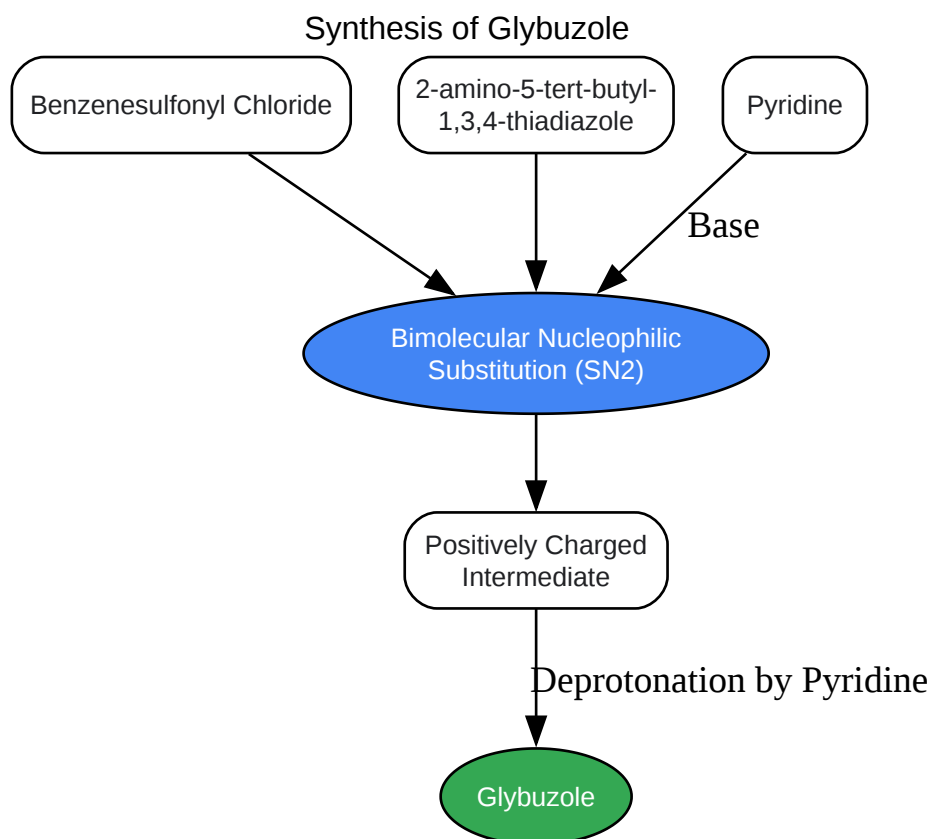 Synthesis of Glybuzole
Benzenesulfonyl Chloride
2-amino-5-tert-butyl-
1,3,4-thiadiazole
Pyridine
Base
Bimolecular Nucleophilic
Substitution (SN2)
Positively Charged
Intermediate
Deprotonation by Pyridine
Glybuzole